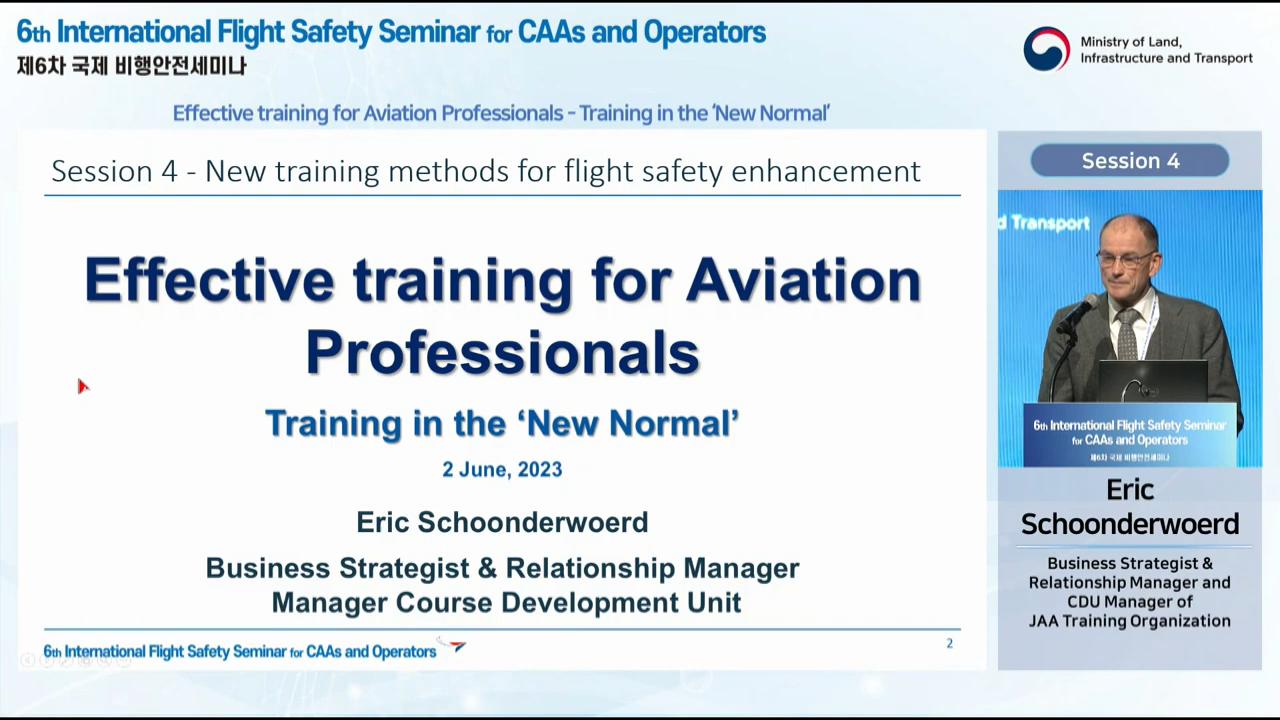 6th International Flight Safety Seminar for CAAs and Operators
제6차 국제 비행안전세미나
Ministry of Land,
Infrastructure and Transport
Effective training for Aviation Professionals - Training in the 'New Normal'
Session 4 - New training methods for flight safety enhancement
Effective training for Aviation
Professionals
Training in the ‘New Normal’
2 June, 2023
Eric Schoonderwoerd
Business Strategist & Relationship Manager
Manager Course Development Unit
6th International Flight Safety Seminar for CAAs and Operators
2
Session 4
d Transport
6th International Flight Safety Seminar
for CAAs and Operators
제6차 국제 비행안전세미나
Eric
Schoonderwoerd
Business Strategist &
Relationship Manager and
CDU Manager of
JAA Training Organization